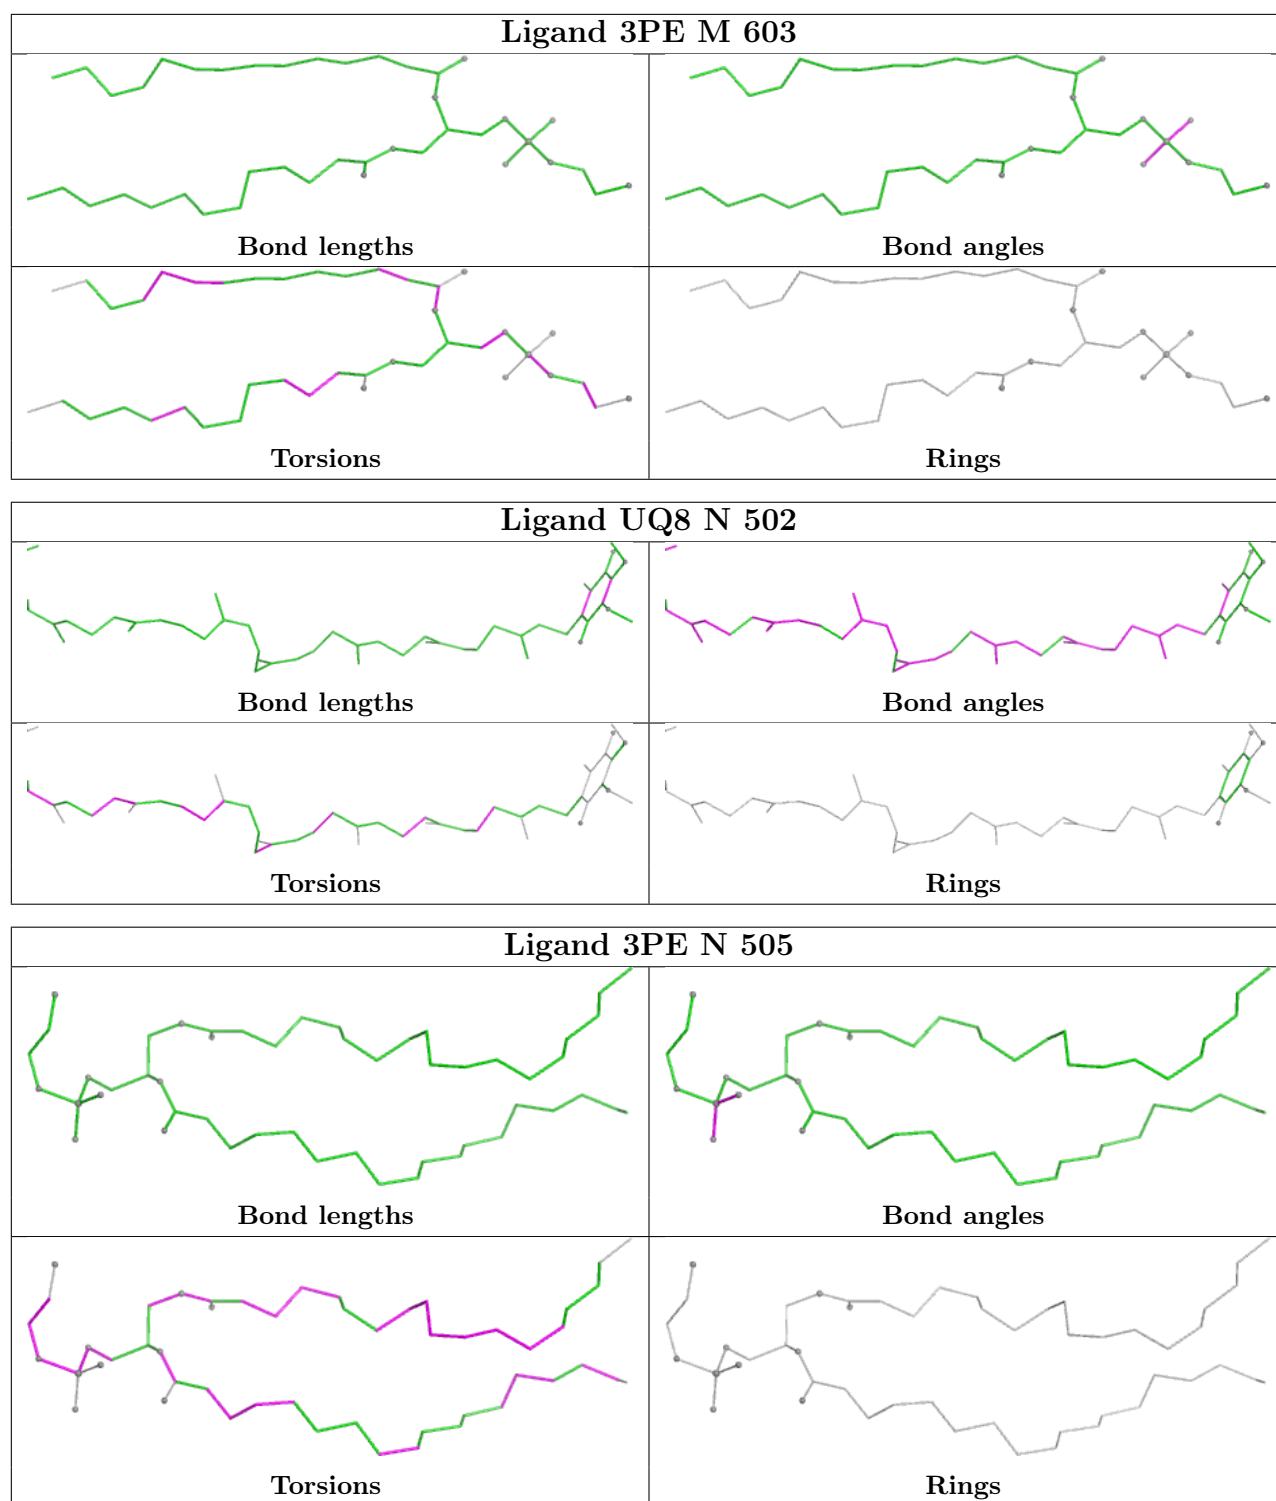 Ligand 3PE M 603
Bond lengths
Bond angles
Torsions
Rings
Ligand UQ8 N 502
Bond lengths
Bond angles
Torsions
Rings
Ligand 3PE N 505
Bond lengths
Bond angles
Torsions
Rings